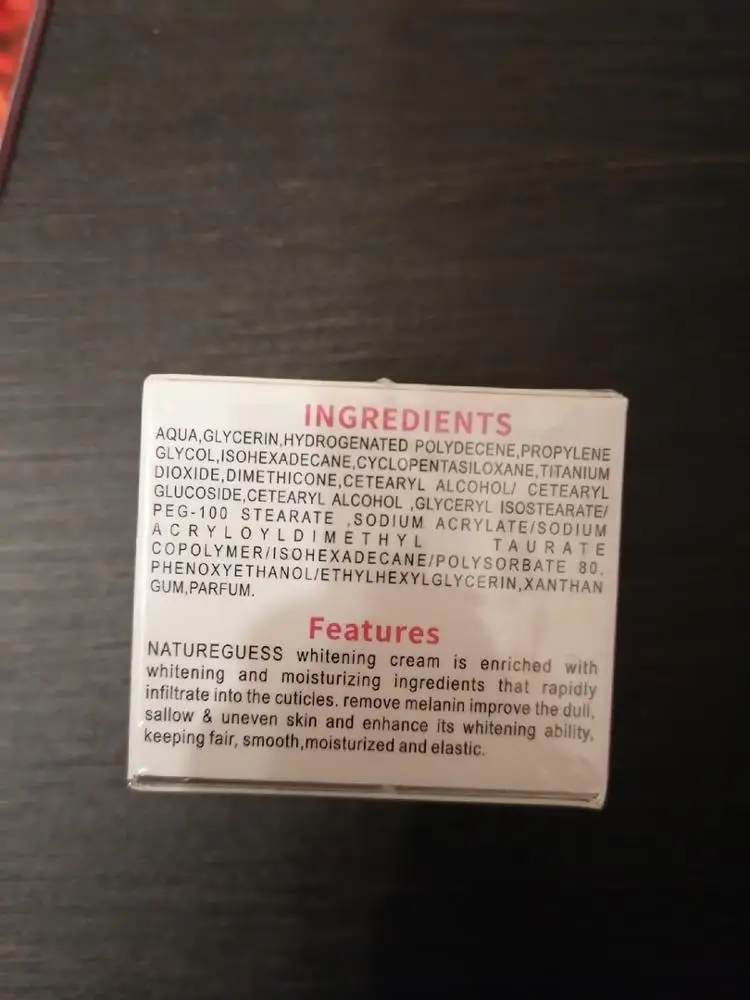 INGREDIENTS
AQUA,GLYCERIN,HYDROGENATED POLYDECENE,PROPYLENE
GLYCOL,ISOHEXADECANE,CYCLOPENTASILOXANE,TITANIUM
DIOXIDE,DIMETHICONE,CETEARYL ALCOHOL/ CETEARYL
GLUCOSIDE,CETEARYL ALCOHOL ,GLYCERYL ISOSTEARATE/
PEG-100 STEARATE ,SODIUM ACRYLATE/SODIUM
ACRYLOYLDIMETHYL TAURATE
COPOLYMER/ISOHEXADECANE/POLYSORBATE 80,
PHENOXYETHANOL/ETHYLHEXYLGLYCERIN,XANTHAN
GUM,PARFUM.
Features
NATUREGUESS whitening cream is enriched with
whitening and moisturizing ingredients that rapidly
infiltrate into the cuticles. remove melanin improve the dull,
sallow & uneven skin and enhance its whitening ability,
keeping fair, smooth,moisturized and elastic.